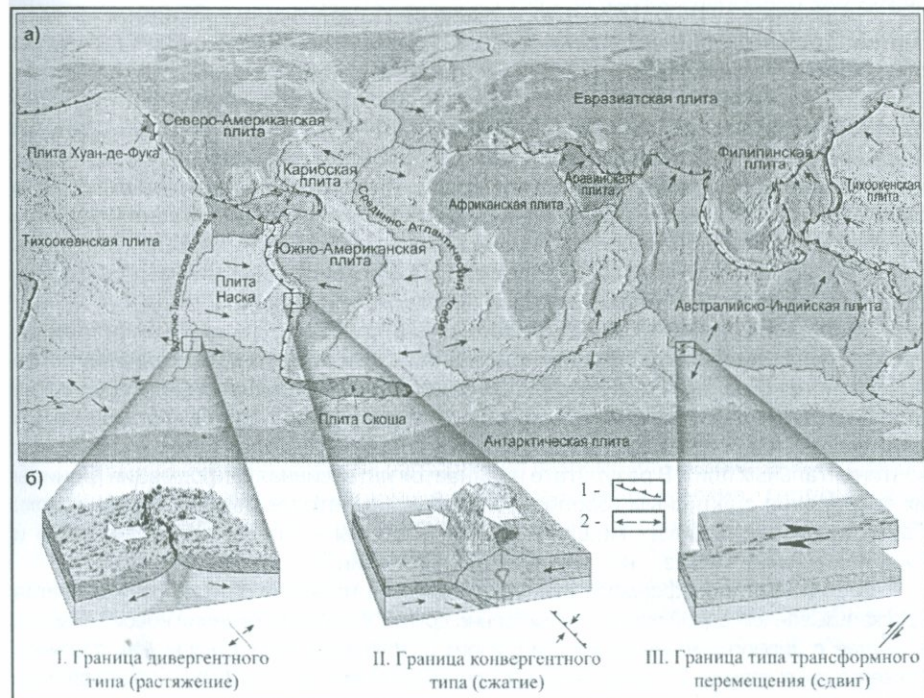 а)
Северо-Американская
плита
Евразиатская плита
Плита Хуан-де-Фука
Карибская
плита
Филипинская
плита
Аравийская
плита
Африканская плита
Тихоокеанская
плита
Тихоокеанская плита
Срединно-Атлантический
хребет
Южно-Американская
плита
Плита
Наска
Австралийско-Индийская плита
Плита Скоша
Антарктическая плита
б)
1 -
2 -
I. Граница дивергентного
типа (растяжение)
II. Граница конвергентного
типа (сжатие)
III. Граница типа трансформного
перемещения (сдвиг)